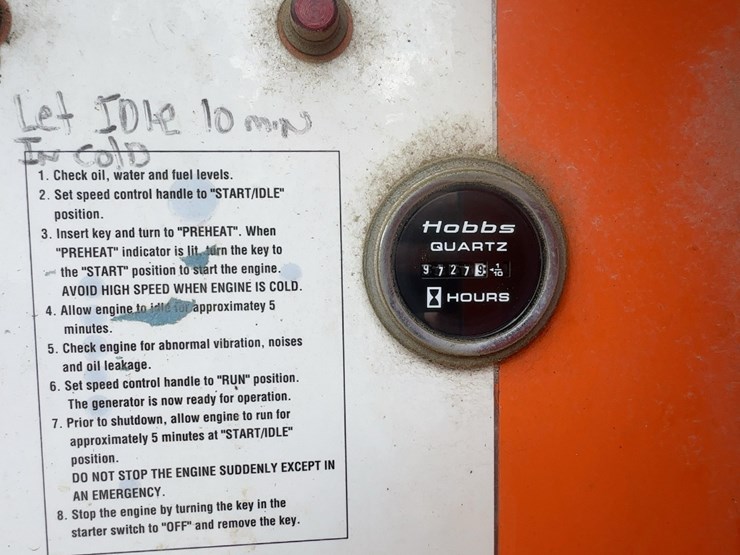 Let IDle 10 min
In Cold
1. Check oil, water and fuel levels.
2. Set speed control handle to "START/IDLE"
position.
3. Insert key and turn to "PREHEAT". When
"PREHEAT" indicator is lit, turn the key to
the "START" position to start the engine.
AVOID HIGH SPEED WHEN ENGINE IS COLD.
4. Allow engine to idle for approximatey 5
minutes.
5. Check engine for abnormal vibration, noises
and oil leakage.
6. Set speed control handle to "RUN" position.
The generator is now ready for operation.
7. Prior to shutdown, allow engine to run for
approximately 5 minutes at "START/IDLE"
position.
DO NOT STOP THE ENGINE SUDDENLY EXCEPT IN
AN EMERGENCY.
8. Stop the engine by turning the key in the
starter switch to "OFF" and remove the key.
Hobbs
QUARTZ
9727 1/10
HOURS